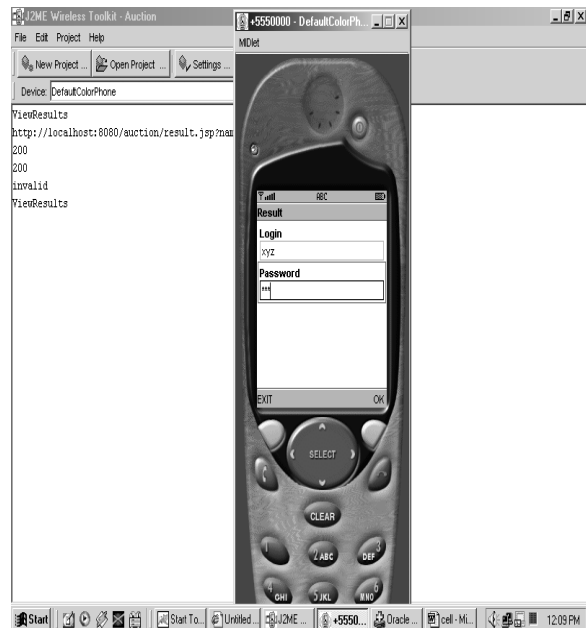 J2ME Wireless Toolkit - Auction
File Edit Project Help
New Project ... Open Project ... Settings ...
Device: DefaultColorPhone
ViewResults
http://localhost:8080/auction/result.jsp?nam
200
200
invalid
ViewResults
+5550000 - DefaultColorPh...
MIDlet
ABC
Result
Login
xyz
Password
***
EXIT OK
SELECT
CLEAR
1 2 ABC DEF 3
4 GHI 5 JKL MNO 6
Start Start To... Untitled ... J2ME ... +5550... Oracle ... cell - Mi... 12:09 PM